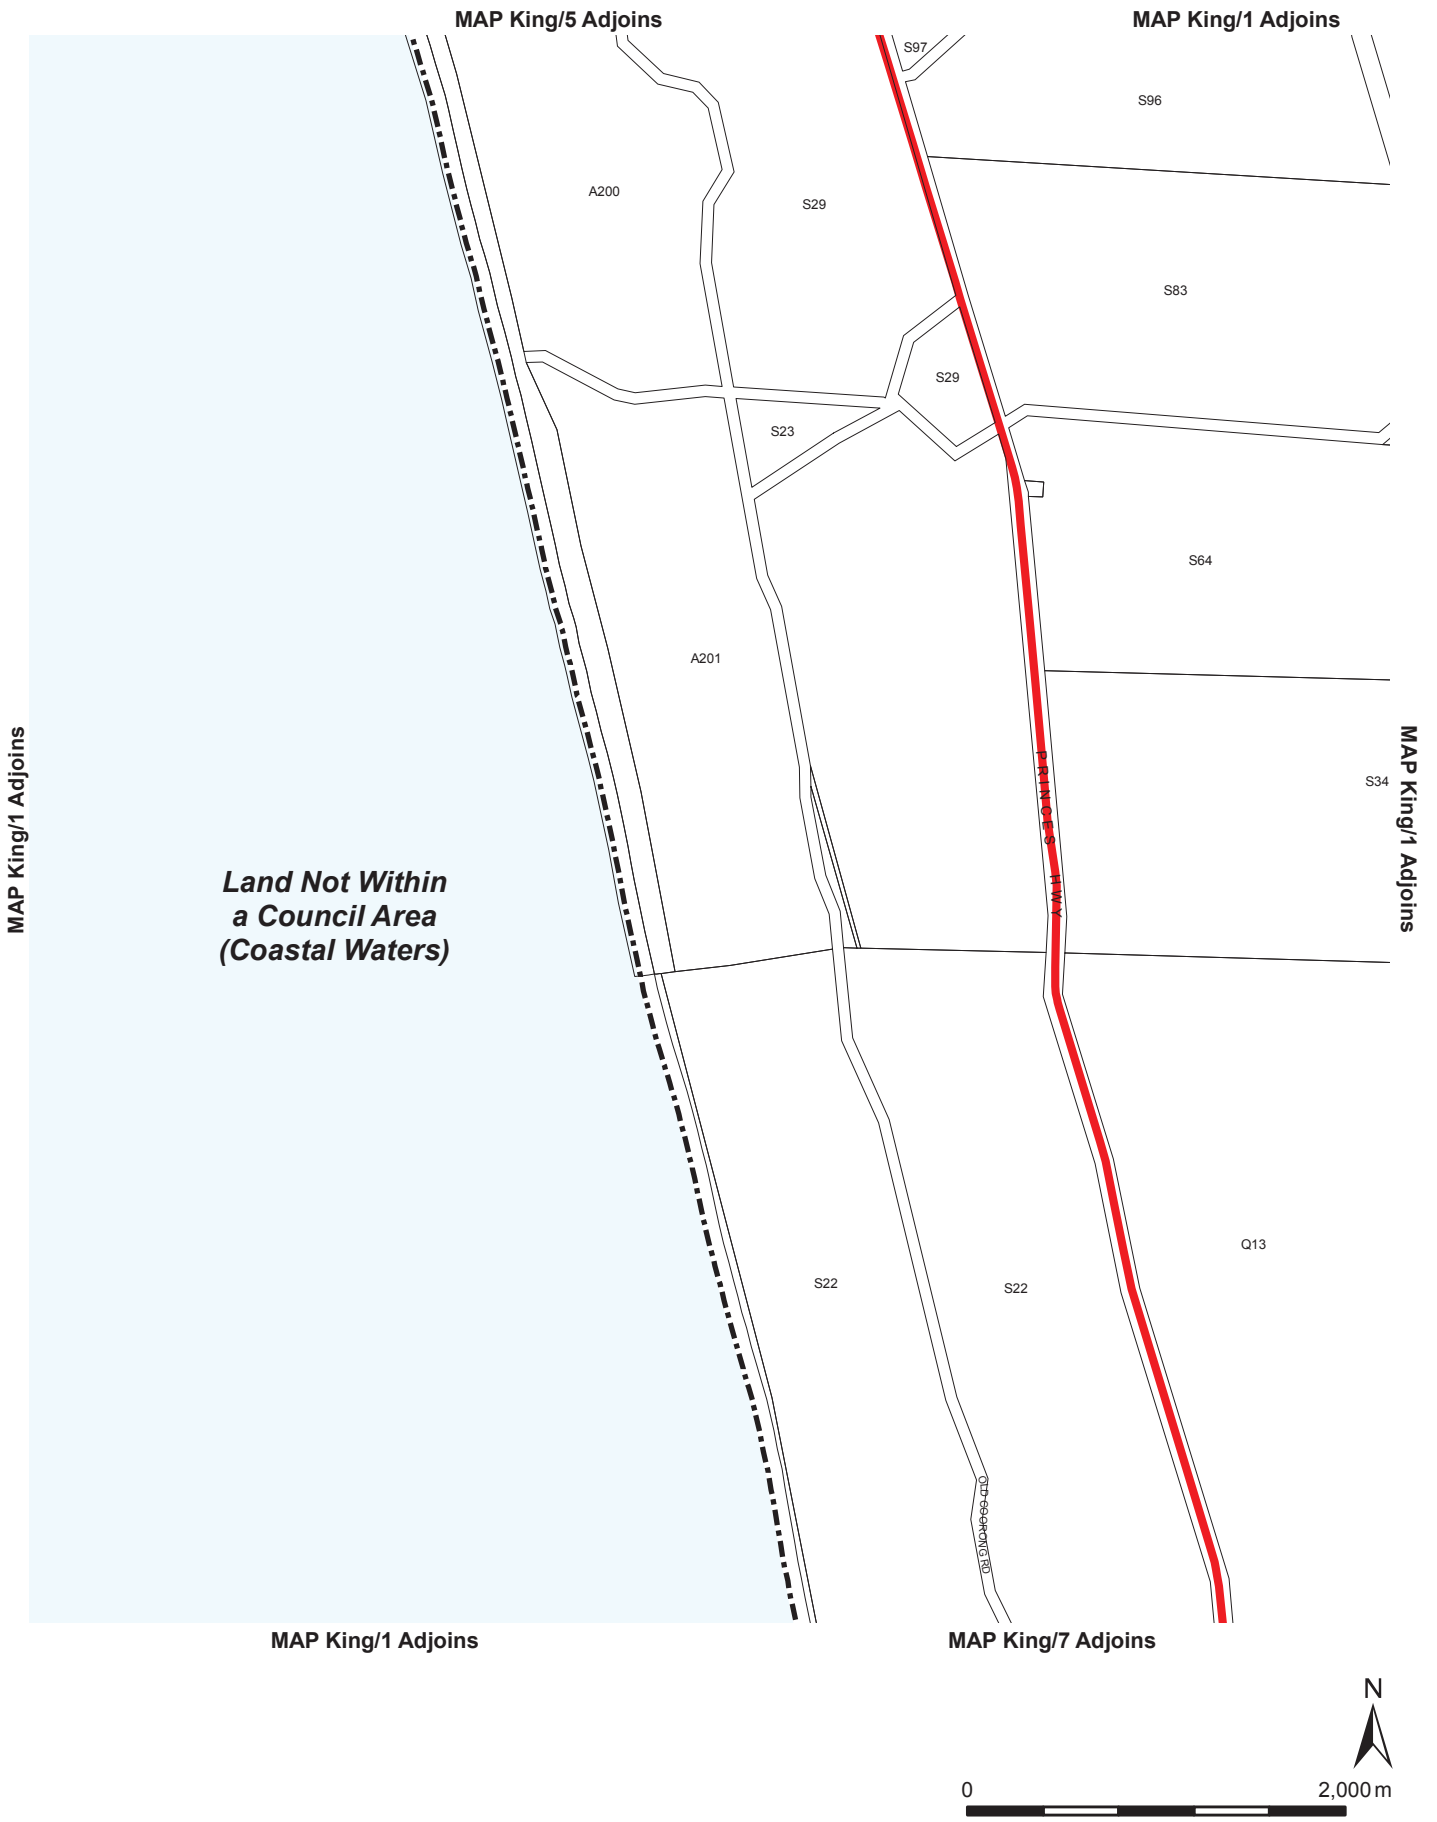 MAP King/5 Adjoins
MAP King/1 Adjoins
S97
S96
A200
S29
S83
S29
S23
S64
A201
MAP King/1 Adjoins
PRINCES HWY
S34
MAP King/1 Adjoins
Land Not Within
a Council Area
(Coastal Waters)
Q13
S22
S22
OLD COORONG RD
MAP King/1 Adjoins
MAP King/7 Adjoins
N
0
2,000 m